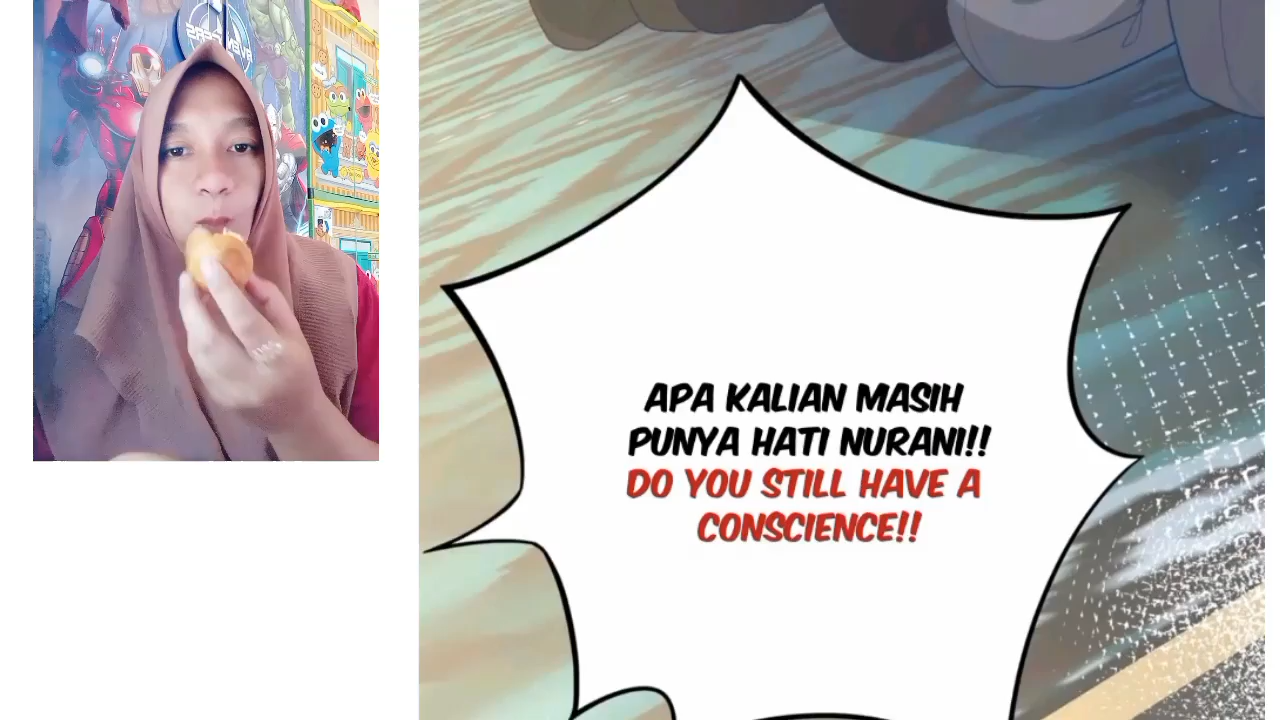 APA KALIAN MASIH
PUNYA HATI NURANI!!
DO YOU STILL HAVE A
CONSCIENCE!!